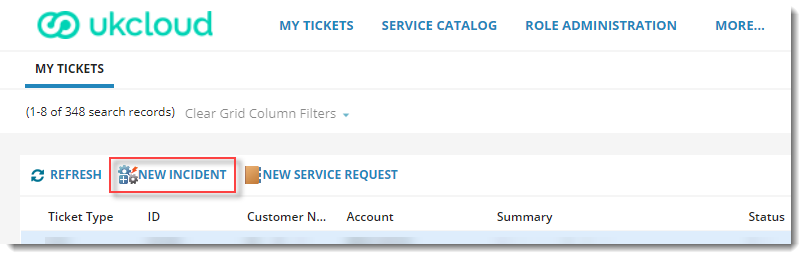 ukcloud MY TICKETS SERVICE CATALOG ROLE ADMINISTRATION MORE...
MY TICKETS
(1-8 of 348 search records) Clear Grid Column Filters
REFRESH NEW INCIDENT NEW SERVICE REQUEST
Ticket Type ID Customer N... Account Summary Status